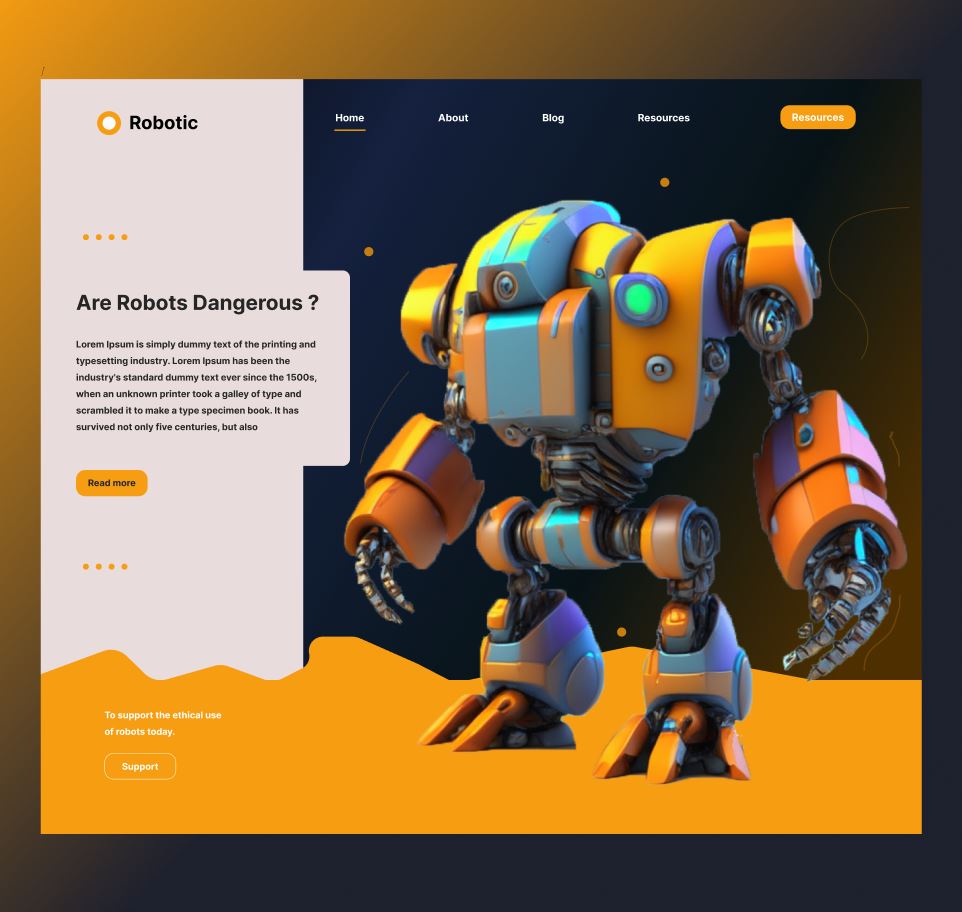 Robotic
Home
About
Blog
Resources
Resources
Are Robots Dangerous ?
Lorem Ipsum is simply dummy text of the printing and
typesetting industry. Lorem Ipsum has been the
industry's standard dummy text ever since the 1500s,
when an unknown printer took a galley of type and
scrambled it to make a type specimen book. It has
survived not only five centuries, but also
Read more
To support the ethical use
of robots today.
Support